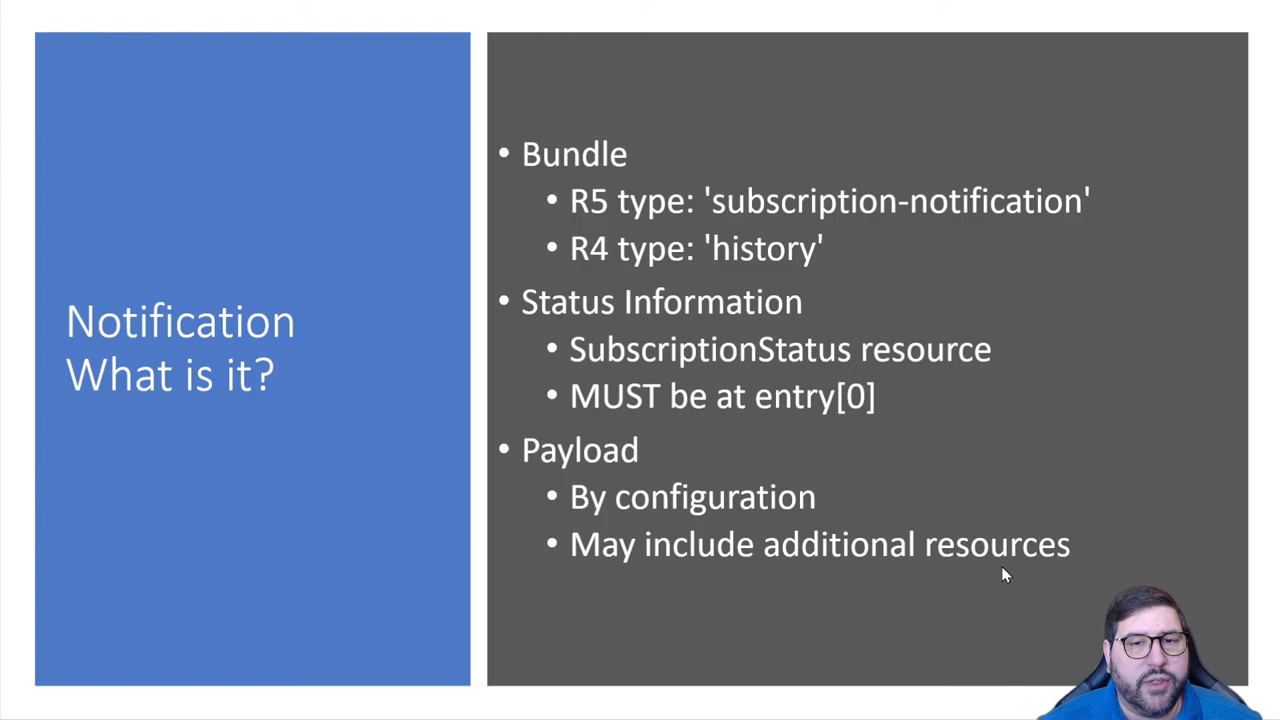 Notification
What is it?
• Bundle
• R5 type: 'subscription-notification'
• R4 type: 'history'
• Status Information
• SubscriptionStatus resource
• MUST be at entry[0]
• Payload
• By configuration
• May include additional resources